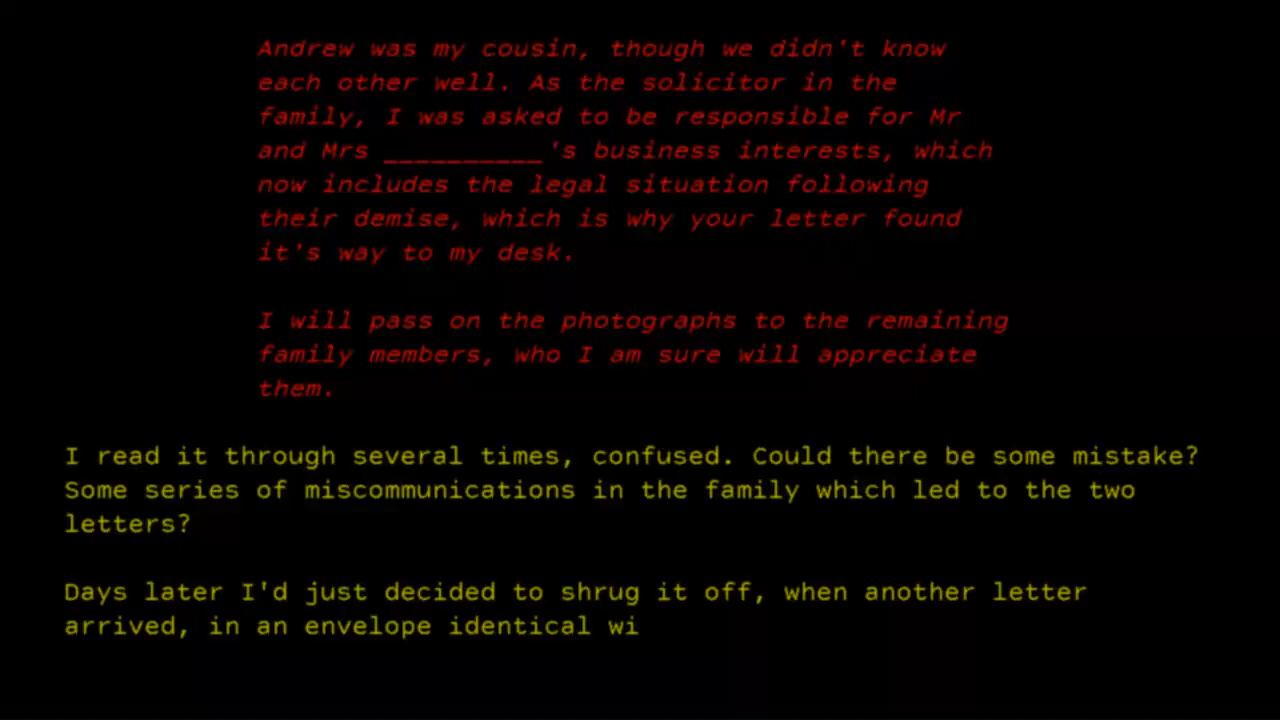 Andrew was my cousin, though we didn't know
each other well. As the solicitor in the
family, I was asked to be responsible for Mr
and Mrs __________'s business interests, which
now includes the legal situation following
their demise, which is why your letter found
it's way to my desk.
I will pass on the photographs to the remaining
family members, who I am sure will appreciate
them.
I read it through several times, confused. Could there be some mistake?
Some series of miscommunications in the family which led to the two
letters?
Days later I'd just decided to shrug it off, when another letter
arrived, in an envelope identical wi